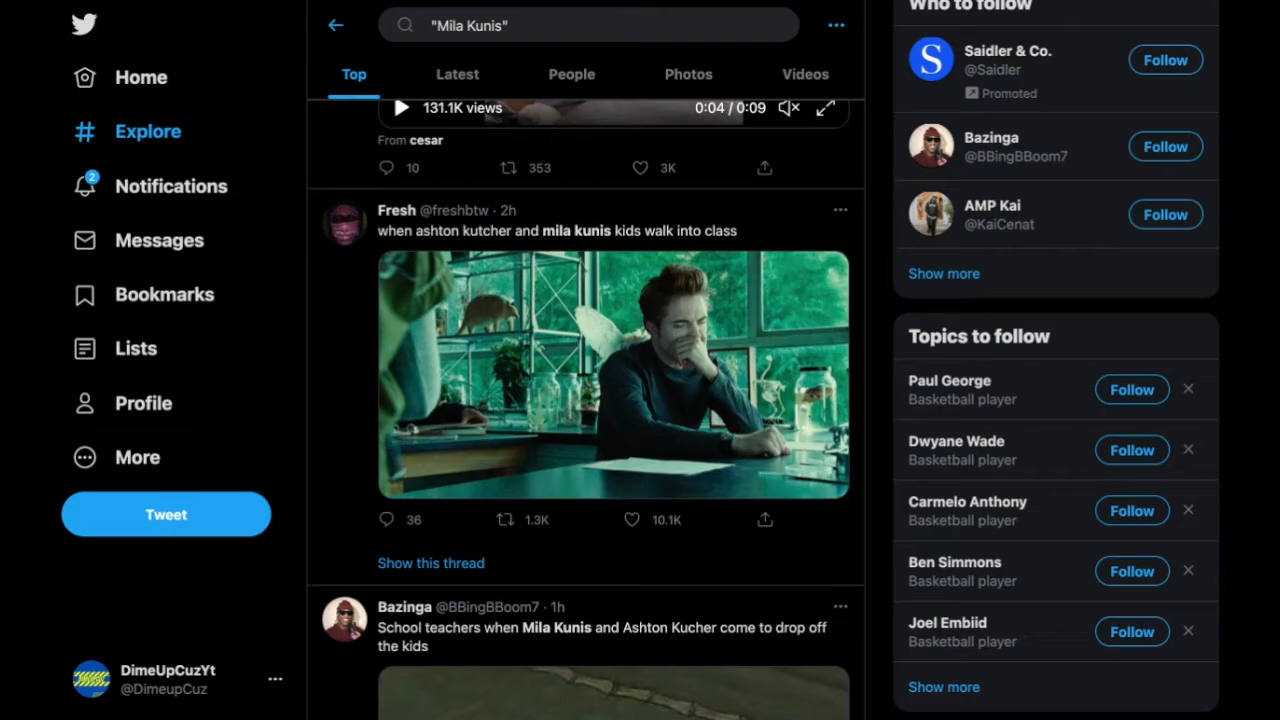 Home
Explore
2
Notifications
Messages
Bookmarks
Lists
Profile
More
Tweet
DimeUpCuzYt
@DimeupCuz
"Mila Kunis"
Top Latest People Photos Videos
131.1K views 0:04 / 0:09
From cesar
10 353 3K
Fresh @freshbtw · 2h
when ashton kutcher and mila kunis kids walk into class
36 1.3K 10.1K
Show this thread
Bazinga @BBingBBoom7 · 1h
School teachers when Mila Kunis and Ashton Kucher come to drop off
the kids
Who to follow
S
Saidler & Co.
@Saidler
Promoted
Follow
Bazinga
@BBingBBoom7
Follow
AMP Kai
@KaiCenat
Follow
Show more
Topics to follow
Paul George
Basketball player
Follow
Dwyane Wade
Basketball player
Follow
Carmelo Anthony
Basketball player
Follow
Ben Simmons
Basketball player
Follow
Joel Embiid
Basketball player
Follow
Show more